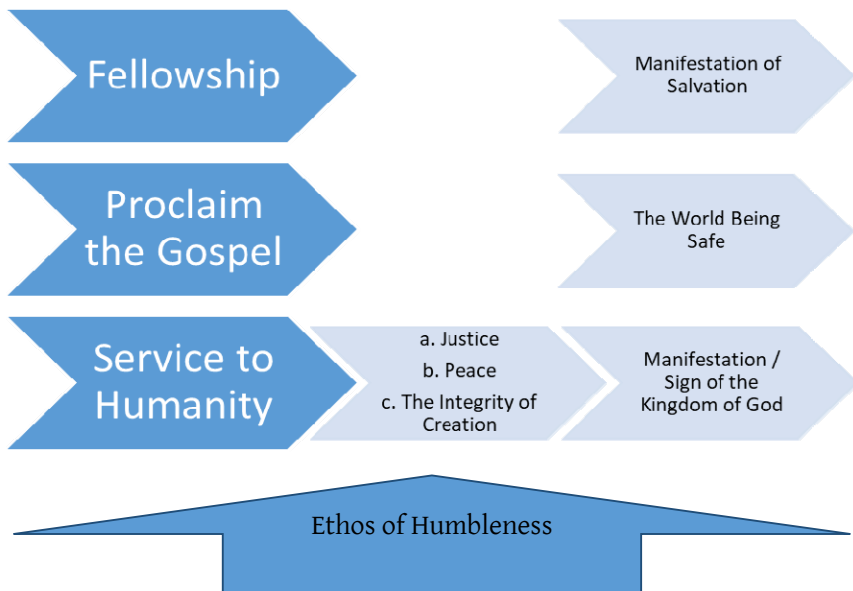 Fellowship
Manifestation of
Salvation
Proclaim
the Gospel
The World Being
Safe
Service to
Humanity
a. Justice
b. Peace
c. The Integrity of
Creation
Manifestation /
Sign of the
Kingdom of God
Ethos of Humbleness